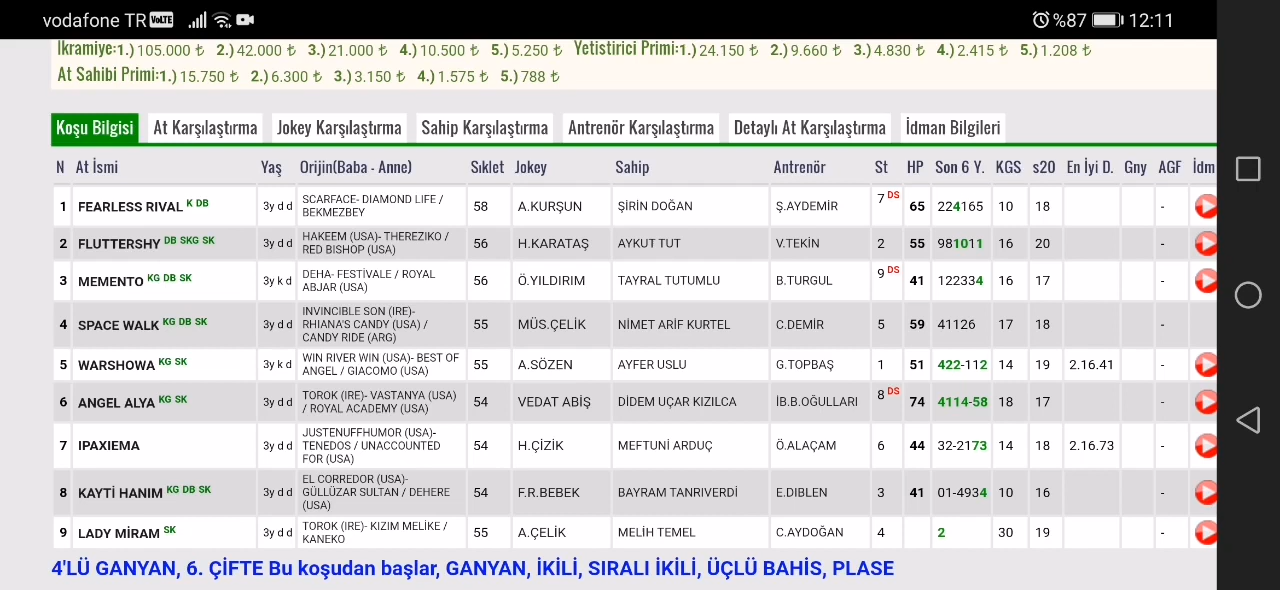 vodafone TR VoLTE %87 12:11
İkramiye:1.) 105.000 ₺ 2.) 42.000 ₺ 3.) 21.000 ₺ 4.) 10.500 ₺ 5.) 5.250 ₺ Yetistirici Primi:1.) 24.150 ₺ 2.) 9.660 ₺ 3.) 4.830 ₺ 4.) 2.415 ₺ 5.) 1.208 ₺
At Sahibi Primi:1.) 15.750 ₺ 2.) 6.300 ₺ 3.) 3.150 ₺ 4.) 1.575 ₺ 5.) 788 ₺
Koşu Bilgisi At Karşılaştırma Jokey Karşılaştırma Sahip Karşılaştırma Antrenör Karşılaştırma Detaylı At Karşılaştırma İdman Bilgileri
N At İsmi Yaş Orijin(Baba - Anne) Sıklet Jokey Sahip Antrenör St HP Son 6 Y. KGS s20 En İyi D. Gny AGF İdm
1 FEARLESS RIVAL K DB 3y d d SCARFACE- DIAMOND LIFE / BEKMEZBEY 58 A.KURŞUN ŞİRİN DOĞAN Ş.AYDEMİR 7 DS 65 224165 10 18 -
2 FLUTTERSHY DB SKG SK 3y d d HAKEEM (USA)- THEREZIKO / RED BISHOP (USA) 56 H.KARATAŞ AYKUT TUT V.TEKİN 2 55 981011 16 20 -
3 MEMENTO KG DB SK 3y k d DEHA- FESTİVALE / ROYAL ABJAR (USA) 56 Ö.YILDIRIM TAYRAL TUTUMLU B.TURGUL 9 DS 41 122334 16 17 -
4 SPACE WALK KG DB SK 3y d d INVINCIBLE SON (IRE)- RHIANA'S CANDY (USA) / CANDY RIDE (ARG) 55 MÜS.ÇELİK NİMET ARİF KURTEL C.DEMİR 5 59 41126 17 18 -
5 WARSHOWA KG SK 3y k d WIN RIVER WIN (USA)- BEST OF ANGEL / GIACOMO (USA) 55 A.SÖZEN AYFER USLU G.TOPBAŞ 1 51 422-112 14 19 2.16.41 -
6 ANGEL ALYA KG SK 3y d d TOROK (IRE)- VASTANYA (USA) / ROYAL ACADEMY (USA) 54 VEDAT ABİŞ DİDEM UÇAR KIZILCA İB.B.OĞULLARI 8 DS 74 4114-58 18 17 -
7 IPAXIEMA 3y d d JUSTENUFFHUMOR (USA)- TENEDOS / UNACCOUNTED FOR (USA) 54 H.ÇİZİK MEFTUNİ ARDUÇ Ö.ALAÇAM 6 44 32-2173 14 18 2.16.73 -
8 KAYTİ HANIM KG DB SK 3y d d EL CORREDOR (USA)- GÜLLÜZAR SULTAN / DEHERE (USA) 54 F.R.BEBEK BAYRAM TANRIVERDİ E.DIBLEN 3 41 01-4934 10 16 -
9 LADY MİRAM SK 3y d d TOROK (IRE)- KIZIM MELİKE / KANEKO 55 A.ÇELİK MELİH TEMEL C.AYDOĞAN 4 2 30 19 -
4'LÜ GANYAN, 6. ÇİFTE Bu koşudan başlar, GANYAN, İKİLİ, SIRALI İKİLİ, ÜÇLÜ BAHİS, PLASE